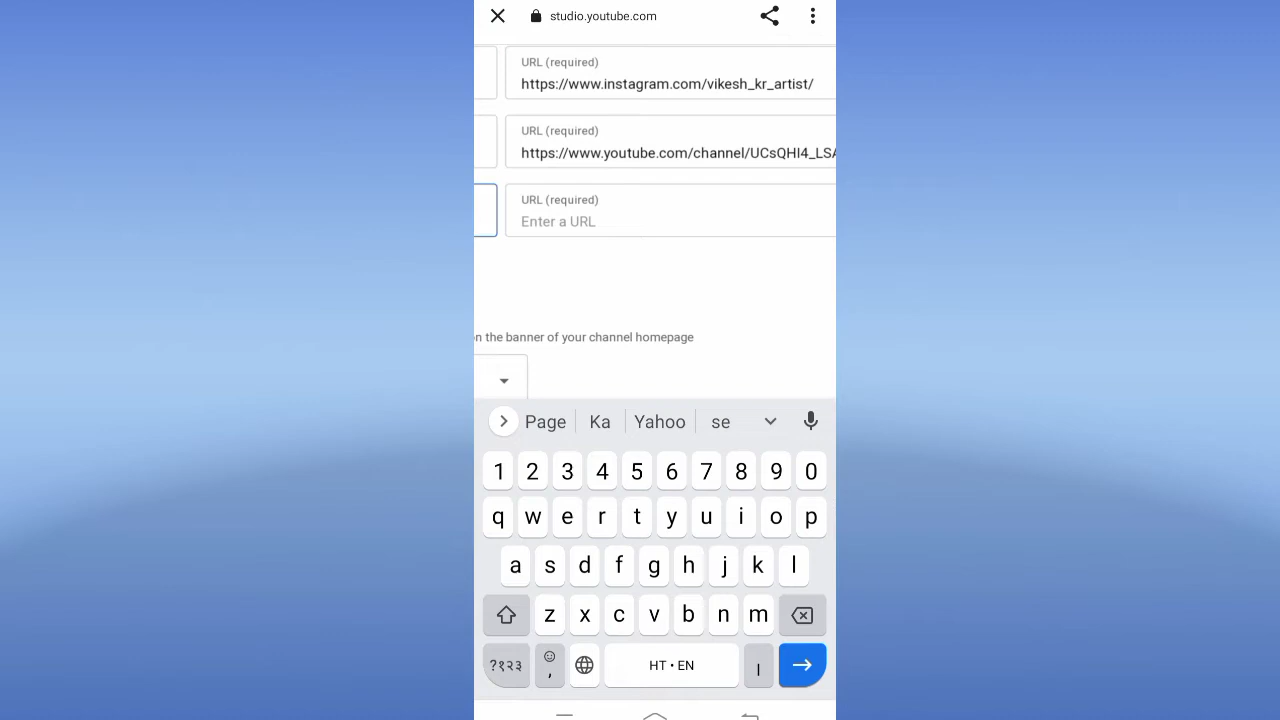 studio.youtube.com
URL (required)
https://www.instagram.com/vikesh_kr_artist/
URL (required)
https://www.youtube.com/channel/UCsQHI4_LSA
URL (required)
Enter a URL
n the banner of your channel homepage
Page Ka Yahoo se
1 2 3 4 5 6 7 8 9 0
q w e r t y u i o p
a s d f g h j k l
z x c v b n m
?१२३ , HT • EN ।